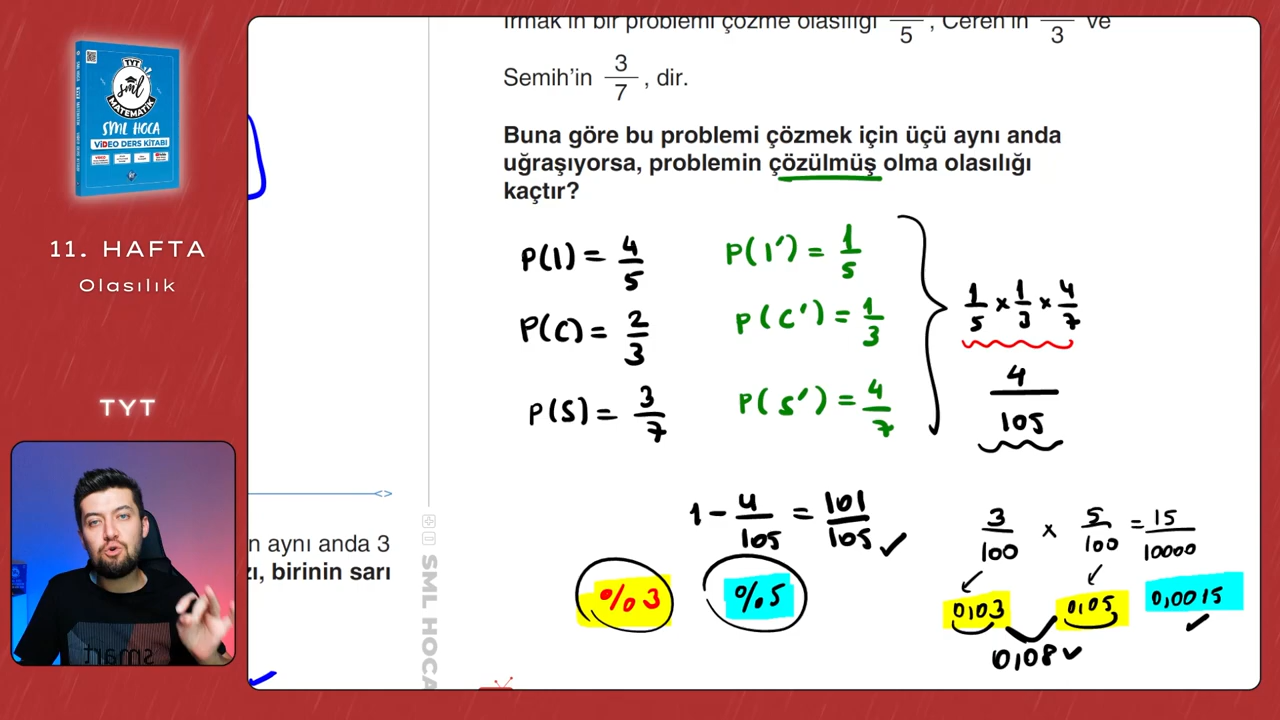 TYT
sml
MATEMATİK
SML HOCA
VİDEO DERS KİTABI
11. HAFTA
Olasılık
TYT
Irmak'ın bir problemi çözme olasılığı — 5 , Ceren'in — 3 ve
Semih'in 3/7 , dir.
Buna göre bu problemi çözmek için üçü aynı anda
uğraşıyorsa, problemin çözülmüş olma olasılığı
kaçtır?
P(I) = 4/5 P(I') = 1/5
P(C) = 2/3 P(C') = 1/3
P(S) = 3/7 P(S') = 4/7
1/5 x 1/3 x 4/7
4/105
1 - 4/105 = 101/105
%3 %5
3/100 x 5/100 = 15/10000
0,03 0,05 0,0015
0,08
n aynı anda 3
zı, birinin sarı
SML HOCA
smart